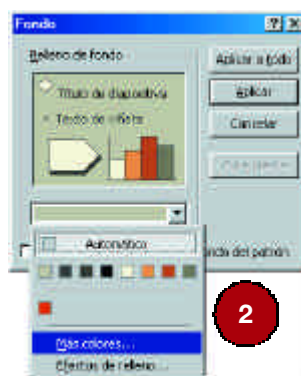 Fondo
Relleno de fondo
Aplicar a todo
Aplicar
Cancelar
Título de diapositiva
Texto de viñeta
Automático
fondo del patrón
Más colores...
Efectos de relleno...
2